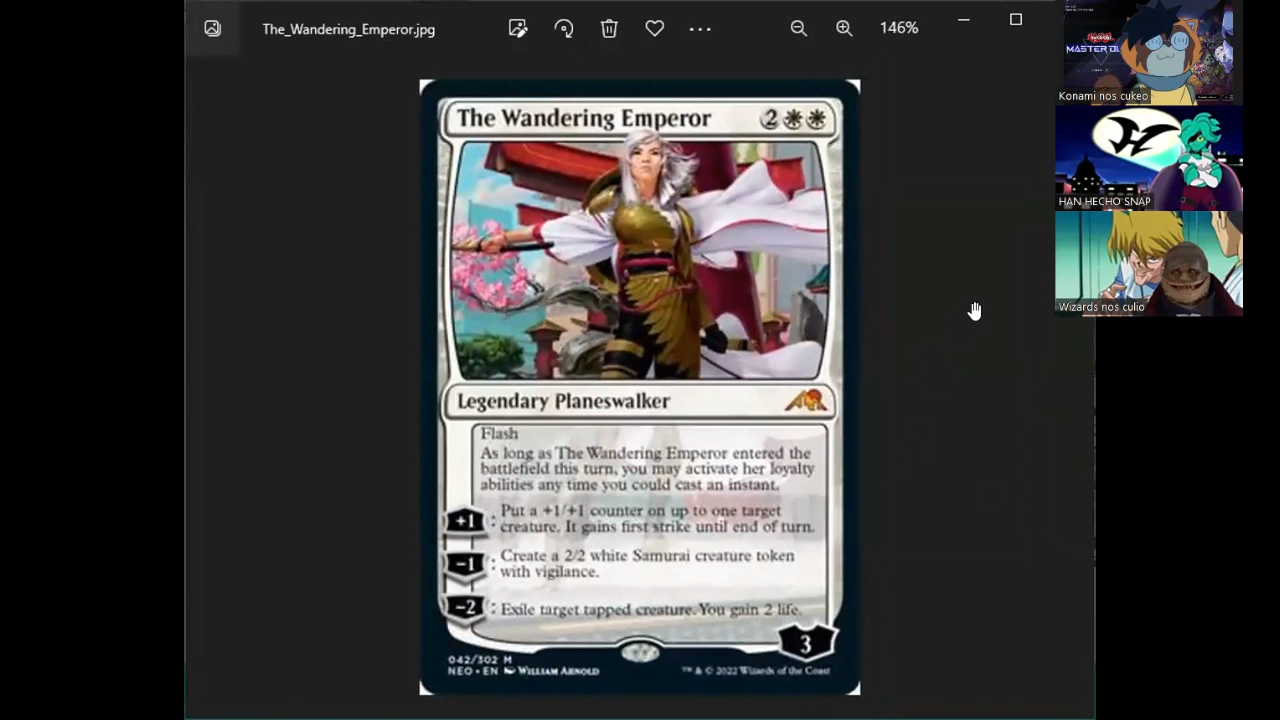 The_Wandering_Emperor.jpg
146%
The Wandering Emperor 2
Legendary Planeswalker
Flash
As long as The Wandering Emperor entered the
battlefield this turn, you may activate her loyalty
abilities any time you could cast an instant.
+1: Put a +1/+1 counter on up to one target
creature. It gains first strike until end of turn.
−1: Create a 2/2 white Samurai creature token
with vigilance.
−2: Exile target tapped creature. You gain 2 life.
3
042/302 M
NEO • EN WILLIAM ARNOLD
™ & © 2022 Wizards of the Coast
MASTER DU
Konami nos cukeo
H
HAN HECHO SNAP
Wizards nos culio